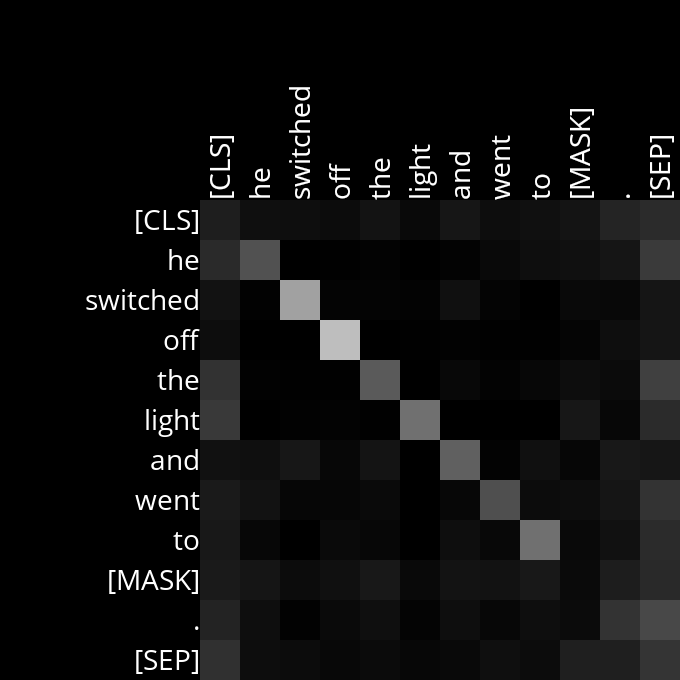 [CLS] he switched off the light and went to [MASK] . [SEP]
[CLS]
he
switched
off
the
light
and
went
to
[MASK]
.
[SEP]